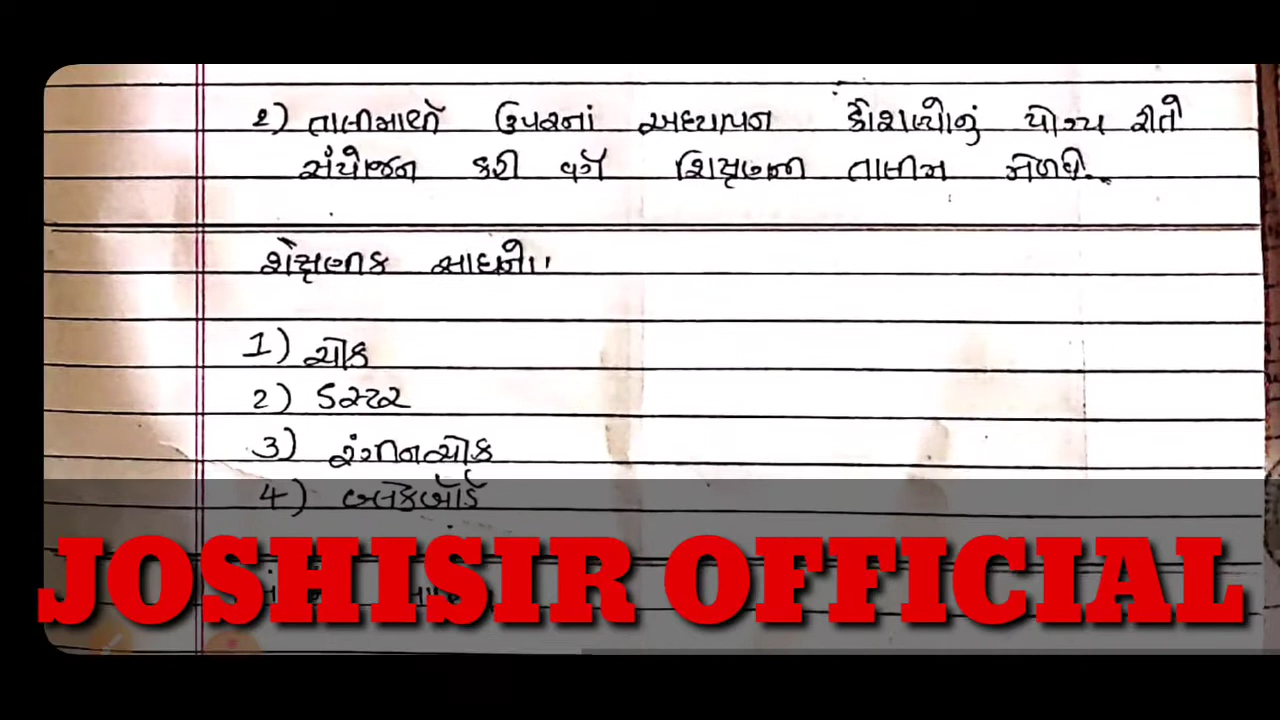 ૨) તાલીમાર્થી ઉપરનાં અધ્યાપન કૌશલ્યોનું યોગ્ય રીતે
સંયોજન કરી વર્ગ શિક્ષણની તાલીમ મેળવે.
શૈક્ષણીક સાધનો"
1) ચોક
2) ડસ્ટર
3) રંગીનચોક
4) બ્લેકબોર્ડ
JOSHISIR OFFICIAL